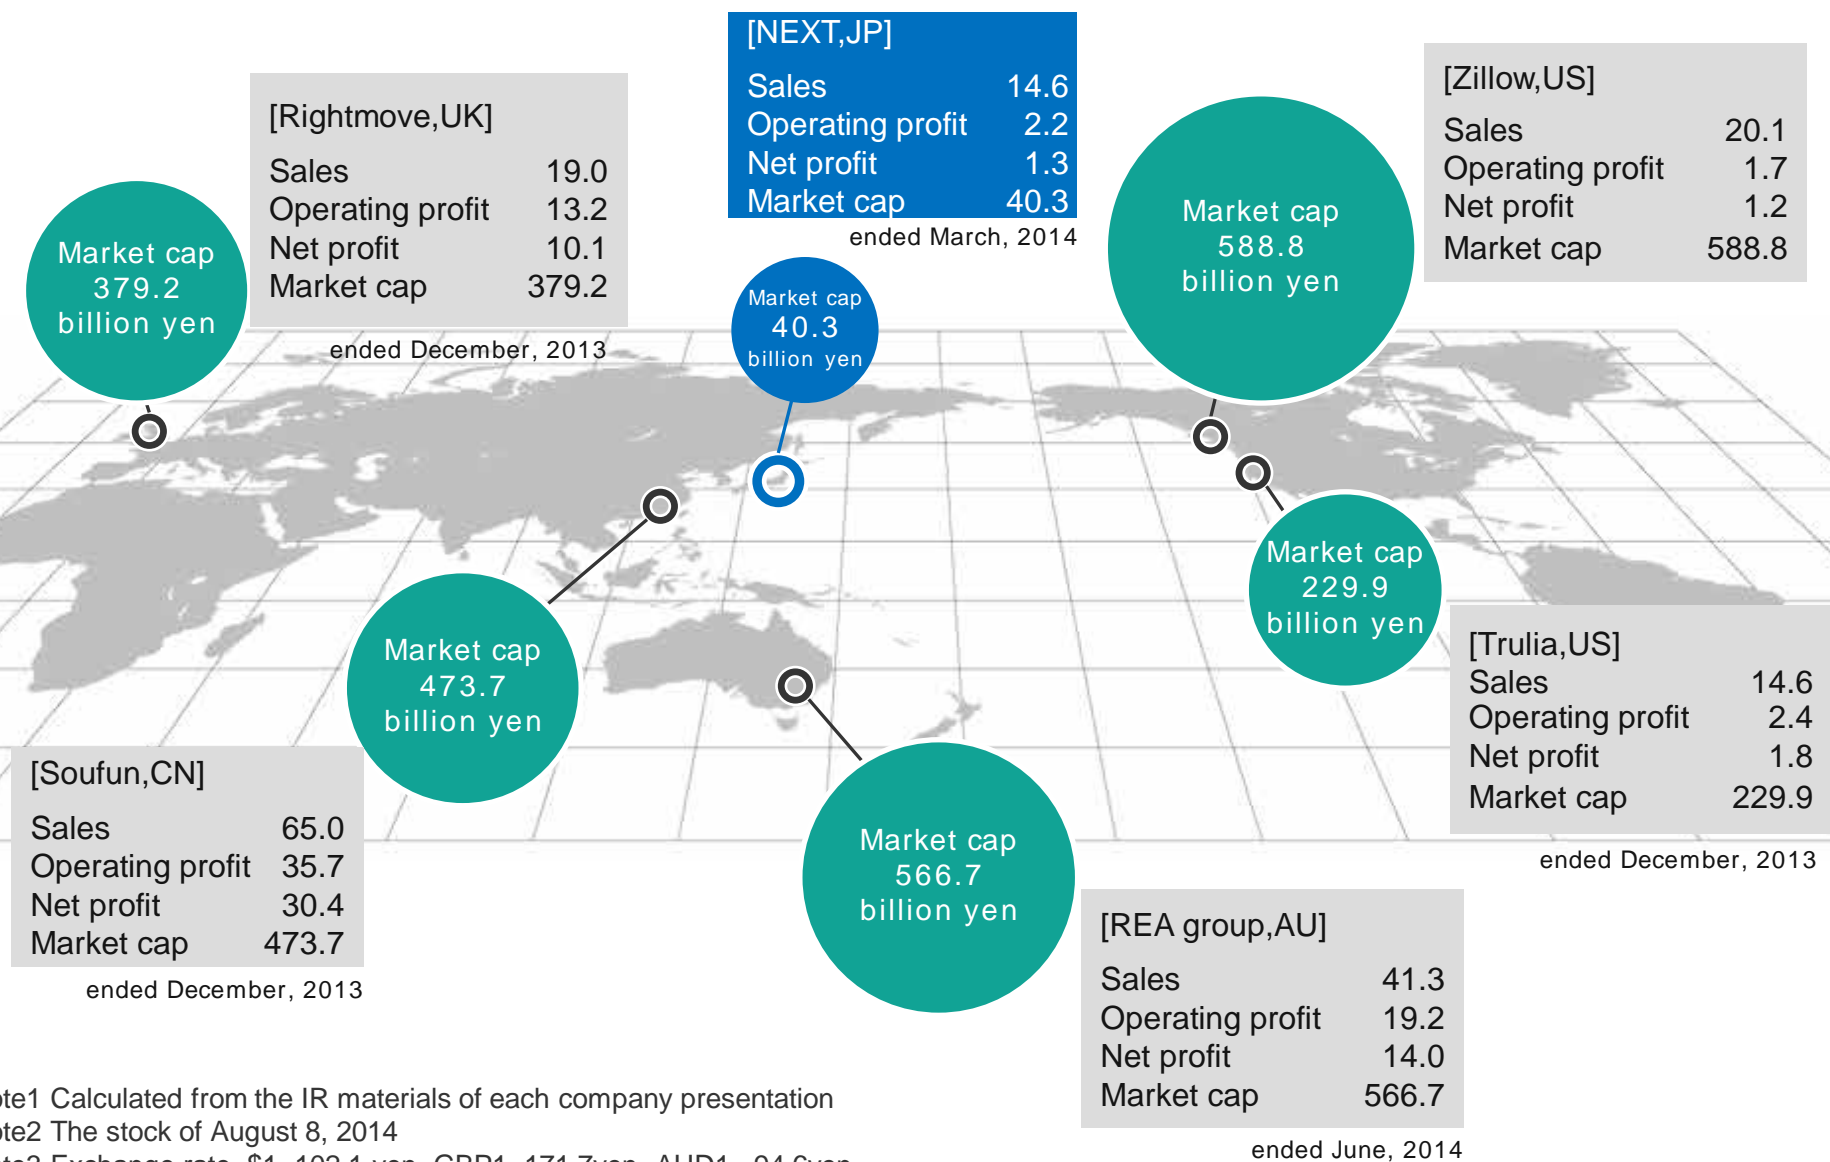 [NEXT,JP]
Sales 14.6
Operating profit 2.2
Net profit 1.3
Market cap 40.3
ended March, 2014
[Rightmove,UK]
Sales 19.0
Operating profit 13.2
Net profit 10.1
Market cap 379.2
ended December, 2013
[Zillow,US]
Sales 20.1
Operating profit 1.7
Net profit 1.2
Market cap 588.8
Market cap
379.2
billion yen
Market cap
40.3
billion yen
Market cap
588.8
billion yen
Market cap
229.9
billion yen
Market cap
473.7
billion yen
Market cap
566.7
billion yen
[Trulia,US]
Sales 14.6
Operating profit 2.4
Net profit 1.8
Market cap 229.9
ended December, 2013
[Soufun,CN]
Sales 65.0
Operating profit 35.7
Net profit 30.4
Market cap 473.7
ended December, 2013
[REA group,AU]
Sales 41.3
Operating profit 19.2
Net profit 14.0
Market cap 566.7
ended June, 2014
ote1 Calculated from the IR materials of each company presentation
ote2 The stock of August 8, 2014
Exchange rate